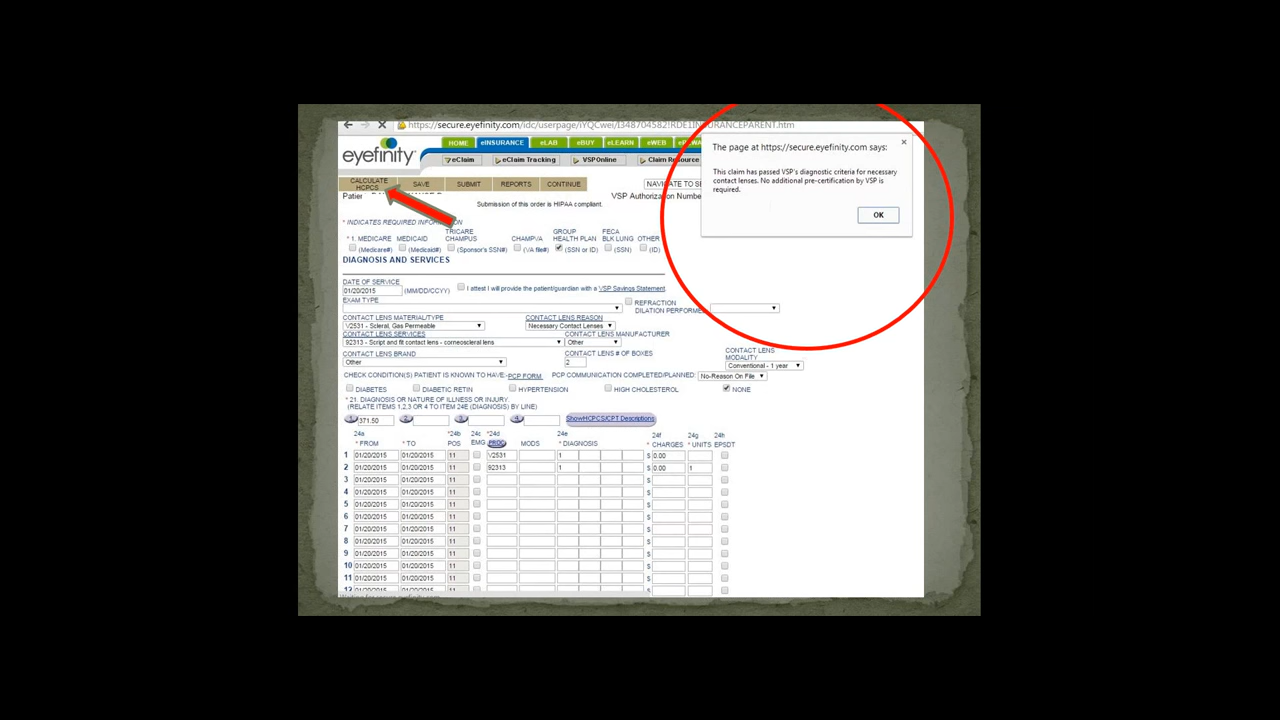 https://secure.eyefinity.com/idc/userpage/iYQCwei/I348704582!RDE1INSURANCEPARENT.htm
The page at https://secure.eyefinity.com says:
This claim has passed VSP's diagnostic criteria for necessary
contact lenses. No additional pre-certification by VSP is
required.
OK
eyefinity
HOME eINSURANCE eLAB eBUY eLEARN eWEB
eClaim eClaim Tracking VSPOnline Claim Resource
CALCULATE HCPCS SAVE SUBMIT REPORTS CONTINUE NAVIGATE TO
VSP Authorization Numbe
Submission of this order is HIPAA compliant.
* INDICATES REQUIRED INFORMATION
* 1. MEDICARE MEDICAID TRICARE CHAMPUS CHAMPVA GROUP HEALTH PLAN FECA BLK LUNG OTHER
(Medicare#) (Medicaid#) (Sponsor's SSN#) (VA file#) (SSN or ID) (SSN) (ID)
DIAGNOSIS AND SERVICES
DATE OF SERVICE
01/20/2015 (MM/DD/CCYY) I attest I will provide the patient/guardian with a VSP Savings Statement
EXAM TYPE
REFRACTION
DILATION PERFORMED
CONTACT LENS MATERIAL/TYPE CONTACT LENS REASON
V2531 - Scleral, Gas Permeable Necessary Contact Lenses
CONTACT LENS SERVICES CONTACT LENS MANUFACTURER
92313 - Script and fit contact lens - corneoscleral lens Other
CONTACT LENS BRAND CONTACT LENS # OF BOXES CONTACT LENS MODALITY
Other 2 Conventional - 1 year
CHECK CONDITION(S) PATIENT IS KNOWN TO HAVE:- PCP FORM PCP COMMUNICATION COMPLETED/PLANNED: No-Reason On File
DIABETES DIABETIC RETIN HYPERTENSION HIGH CHOLESTEROL NONE
*21. DIAGNOSIS OR NATURE OF ILLNESS OR INJURY.
(RELATE ITEMS 1,2,3 OR 4 TO ITEM 24E (DIAGNOSIS) BY LINE)
1 371.50 2 3 4 ShowHCPCS/CPT Descriptions
24a *24b 24c *24d 24e 24f 24g 24h
* FROM * TO POS EMG PROC MODS * DIAGNOSIS * CHARGES * UNITS EPSDT
1 01/20/2015 01/20/2015 11 V2531 1 $ 0.00
2 01/20/2015 01/20/2015 11 92313 1 $ 0.00 1
3 01/20/2015 01/20/2015 11 $
4 01/20/2015 01/20/2015 11 $
5 01/20/2015 01/20/2015 11 $
6 01/20/2015 01/20/2015 11 $
7 01/20/2015 01/20/2015 11 $
8 01/20/2015 01/20/2015 11 $
9 01/20/2015 01/20/2015 11 $
10 01/20/2015 01/20/2015 11 $
11 01/20/2015 01/20/2015 11 $